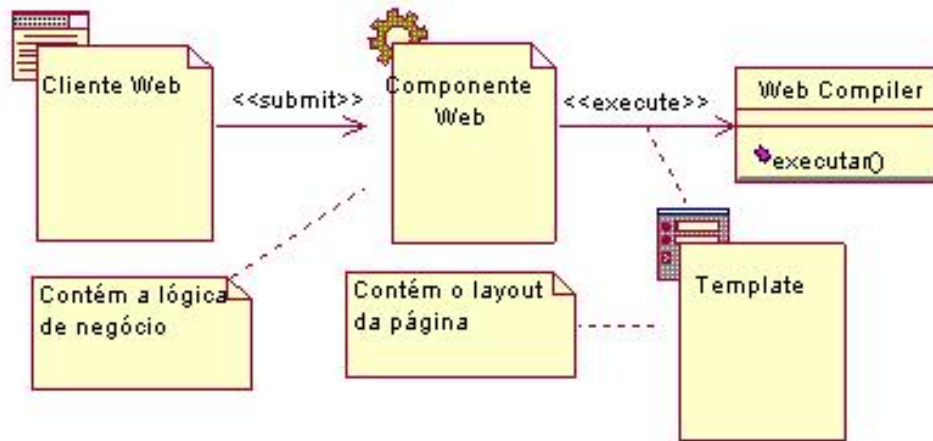 Cliente Web
<<submit>>
Componente
Web
<<execute>>
Web Compiler
executar()
Contém a lógica
de negócio
Contém o layout
da página
Template